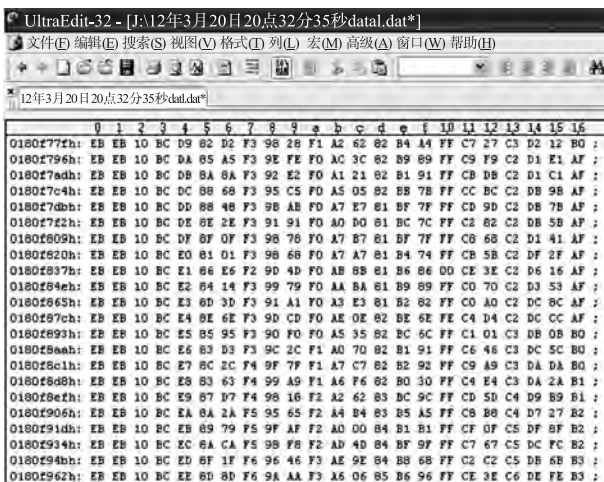 UltraEdit-32 - [J:\12年3月20日20点32分35秒data1.dat*]
文件(F) 编辑(E) 搜索(S) 视图(V) 格式(T) 列(L) 宏(M) 高级(A) 窗口(W) 帮助(H)
12年3月20日20点32分35秒dat1.dat*
0 1 2 3 4 5 6 7 8 9 a b c d e f 10 11 12 13 14 15 16
0180f77fh: EB EB 10 BC D9 82 D2 F3 98 28 F1 A2 62 82 B4 A4 FF C7 27 C3 D2 12 B0 ;
0180f796h: EB EB 10 BC DA 85 A5 F3 9E FE F0 AC 3C 82 B9 89 FF C9 F9 C2 D1 E1 AF ;
0180f7adh: EB EB 10 BC DB 8A 8A F3 92 E2 F0 A1 21 82 B1 91 FF CB DB C2 D1 C1 AF ;
0180f7c4h: EB EB 10 BC DC 88 68 F3 95 C5 F0 A5 05 82 BB 7B FF CC BC C2 DB 9B AF ;
0180f7dbh: EB EB 10 BC DD 88 48 F3 98 AB F0 A7 E7 81 BF 7F FF CD 9D C2 DB 7B AF ;
0180f7f2h: EB EB 10 BC DE 8E 2E F3 91 91 F0 A0 D0 81 BC 7C FF C2 82 C2 DB 5B AF ;
0180f809h: EB EB 10 BC DF 8F 0F F3 98 78 F0 A7 B7 81 BF 7F FF C8 68 C2 D1 41 AF ;
0180f820h: EB EB 10 BC E0 81 01 F3 98 68 F0 A7 A7 81 B4 74 FF CB 5B C2 DF 2F AF ;
0180f837h: EB EB 10 BC E1 86 E6 F2 9D 4D F0 AB 8B 81 B6 86 00 CE 3E C2 D6 16 AF ;
0180f84eh: EB EB 10 BC E2 84 14 F3 99 79 F0 AA BA 81 B9 89 FF C0 70 C2 D3 53 AF ;
0180f865h: EB EB 10 BC E3 8D 3D F3 91 A1 F0 A3 E3 81 B2 82 FF C0 A0 C2 DC 8C AF ;
0180f87ch: EB EB 10 BC E4 8E 6E F3 9D CD F0 AE 0E 82 BE 6E FE C4 D4 C2 DC CC AF ;
0180f893h: EB EB 10 BC E5 85 95 F3 90 F0 F0 A5 35 82 BC 6C FF C1 01 C3 DB 0B B0 ;
0180f8aah: EB EB 10 BC E6 83 D3 F3 9C 2C F1 A0 70 82 B1 91 FF C6 46 C3 DC 5C B0 ;
0180f8c1h: EB EB 10 BC E7 8C 2C F4 9F 7F F1 A7 C7 82 B2 92 FF C9 A9 C3 DA DA B0 ;
0180f8d8h: EB EB 10 BC E8 83 63 F4 99 A9 F1 A6 F6 82 B0 30 FF C4 E4 C3 DA 2A B1 ;
0180f8efh: EB EB 10 BC E9 87 D7 F4 98 18 F2 A2 62 83 BC 9C FF CD 5D C4 D9 B9 B1 ;
0180f906h: EB EB 10 BC EA 8A 2A F5 95 65 F2 A4 B4 83 B5 A5 FF C8 B8 C4 D7 27 B2 ;
0180f91dh: EB EB 10 BC EB 89 79 F5 9F AF F2 A0 00 84 B1 B1 FF CF 0F C5 DF 8F B2 ;
0180f934h: EB EB 10 BC EC 8A CA F5 98 F8 F2 AD 4D 84 BF 9F FF C7 67 C5 DC FC B2 ;
0180f94bh: EB EB 10 BC ED 8F 1F F6 96 46 F3 AE 9E 84 B8 68 FF C2 C2 C5 DB 6B B3 ;
0180f962h: EB EB 10 BC EE 8D 8D F6 9A AA F3 A6 06 85 B6 96 FF CE 3E C6 DE FE B3 ;